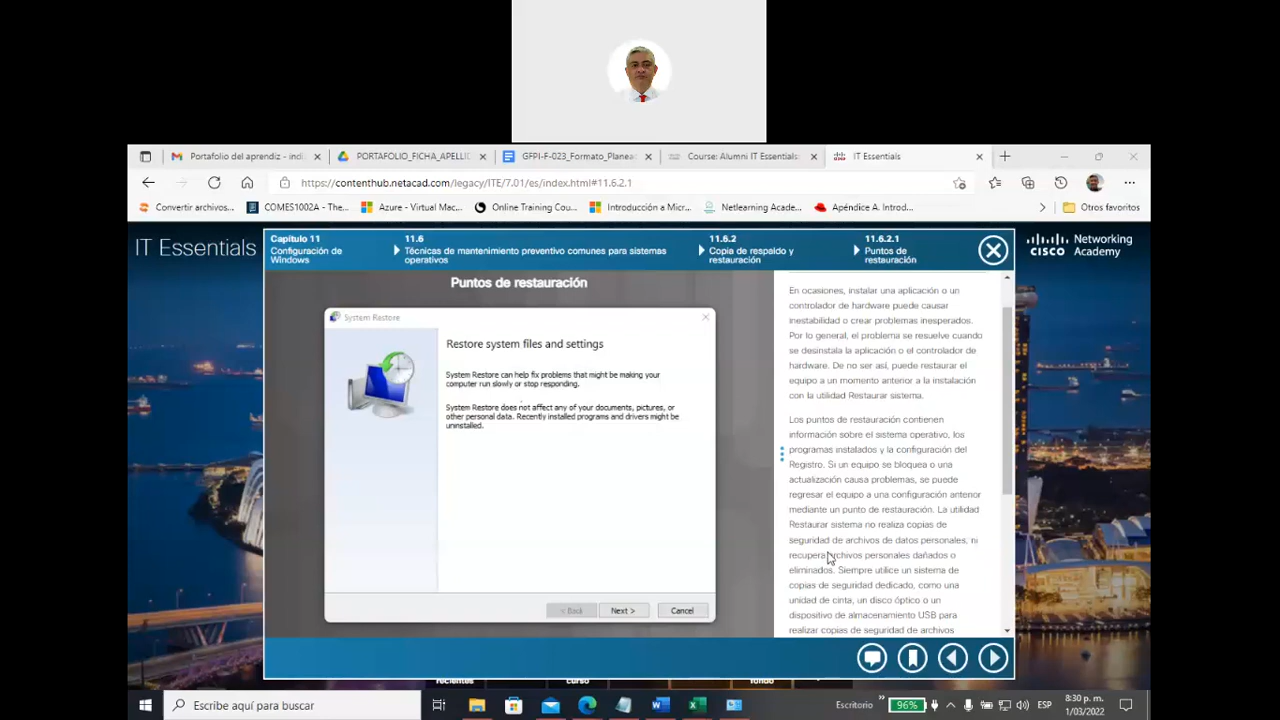 Portafolio del aprendiz - indi
PORTAFOLIO_FICHA_APELLIC
GFPI-F-023_Formato_Planea
Course: Alumni IT Essentials
IT Essentials
https://contenthub.netacad.com/legacy/ITE/7.01/es/index.html#11.6.2.1
Convertir archivos...
COMES1002A - The...
Azure - Virtual Mac...
Online Training Cou...
Introducción a Micr...
Netlearning Acade...
Apéndice A. Introd...
Otros favoritos
IT Essentials
Capítulo 11
Configuración de
Windows
11.6
Técnicas de mantenimiento preventivo comunes para sistemas
operativos
11.6.2
Copia de respaldo y
restauración
11.6.2.1
Puntos de
restauración
CISCO
Networking
Academy
Puntos de restauración
System Restore
Restore system files and settings
System Restore can help fix problems that might be making your
computer run slowly or stop responding.
System Restore does not affect any of your documents, pictures, or
other personal data. Recently installed programs and drivers might be
uninstalled.
< Back
Next >
Cancel
En ocasiones, instalar una aplicación o un
controlador de hardware puede causar
inestabilidad o crear problemas inesperados.
Por lo general, el problema se resuelve cuando
se desinstala la aplicación o el controlador de
hardware. De no ser así, puede restaurar el
equipo a un momento anterior a la instalación
con la utilidad Restaurar sistema.
Los puntos de restauración contienen
información sobre el sistema operativo, los
programas instalados y la configuración del
Registro. Si un equipo se bloquea o una
actualización causa problemas, se puede
regresar el equipo a una configuración anterior
mediante un punto de restauración. La utilidad
Restaurar sistema no realiza copias de
seguridad de archivos de datos personales, ni
recupera archivos personales dañados o
eliminados. Siempre utilice un sistema de
copias de seguridad dedicado, como una
unidad de cinta, un disco óptico o un
dispositivo de almacenamiento USB para
realizar copias de seguridad de archivos
recientes
curso
fondo
Escribe aquí para buscar
Escritorio
96%
ESP
8:30 p. m.
1/03/2022